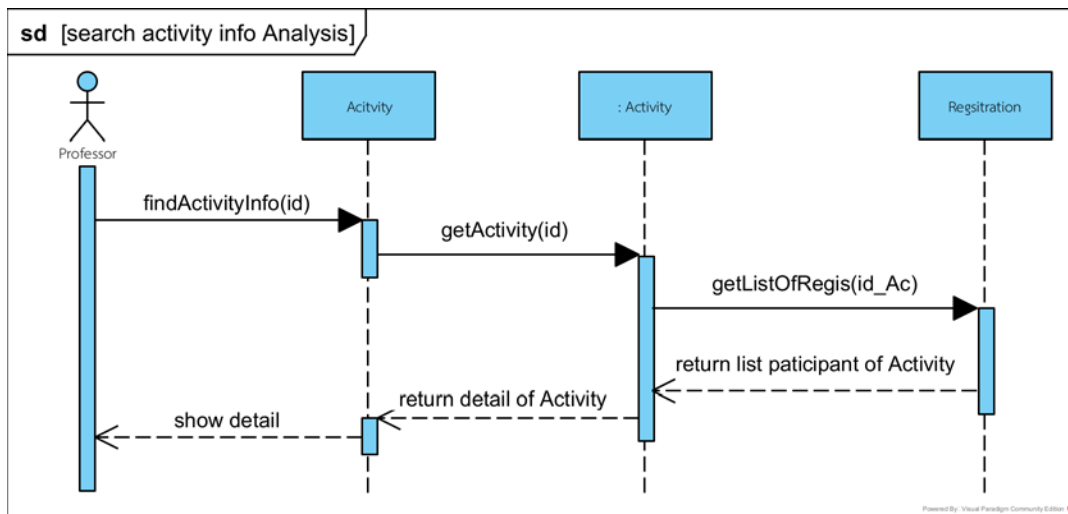 sd [search activity info Analysis]
Professor
Acitvity
: Activity
Regsitration
findActivityInfo(id)
getActivity(id)
getListOfRegis(id_Ac)
return list paticipant of Activity
return detail of Activity
show detail
Powered By: Visual Paradigm Community Edition